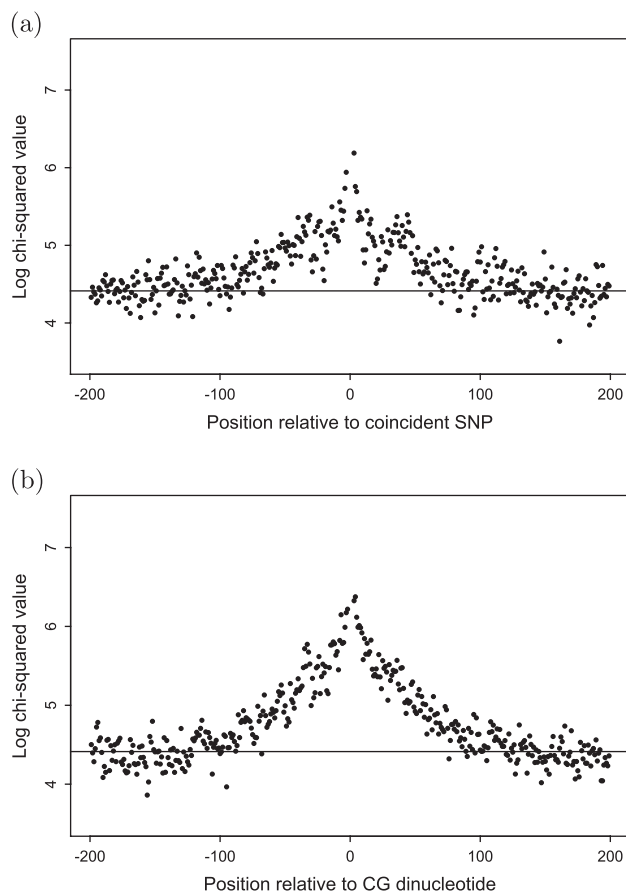 (a)
Log chi-squared value
7
6
5
4
-200 -100 0 100 200
Position relative to coincident SNP
(b)
Log chi-squared value
7
6
5
4
-200 -100 0 100 200
Position relative to CG dinucleotide